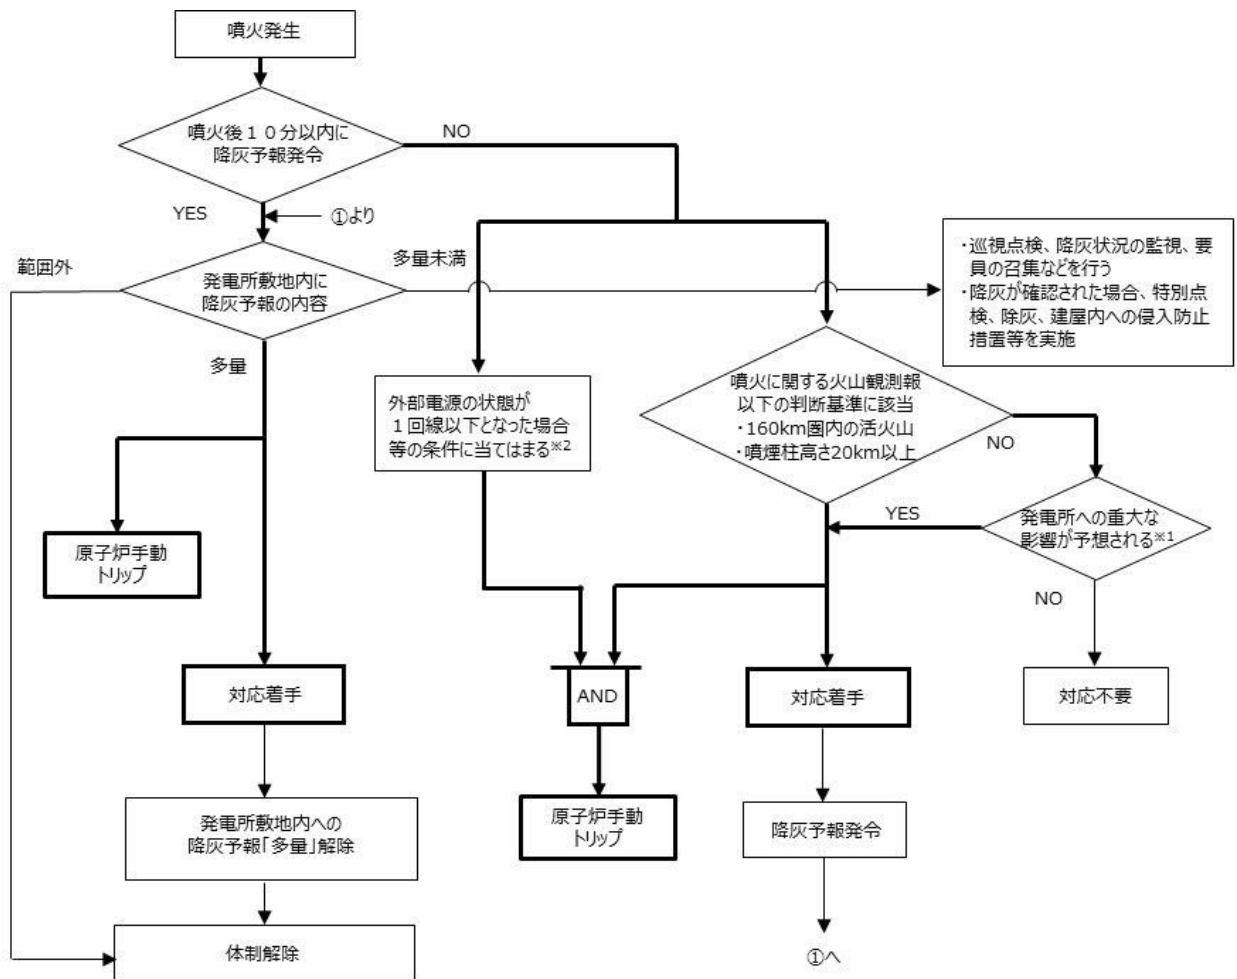 噴火発生
噴火後１０分以内に
降灰予報発令
NO
YES
①より
範囲外
発電所敷地内に
降灰予報の内容
多量未満
・巡視点検、降灰状況の監視、要
員の召集などを行う
・降灰が確認された場合、特別点
検、除灰、建屋内への侵入防止
措置等を実施
多量
外部電源の状態が
１回線以下となった場合
等の条件に当てはまる※2
噴火に関する火山観測報
以下の判断基準に該当
・160km圏内の活火山
・噴煙柱高さ20km以上
NO
YES
発電所への重大な
影響が予想される※1
NO
原子炉手動
トリップ
対応着手
AND
対応着手
対応不要
発電所敷地内への
降灰予報「多量」解除
原子炉手動
トリップ
降灰予報発令
体制解除
①へ